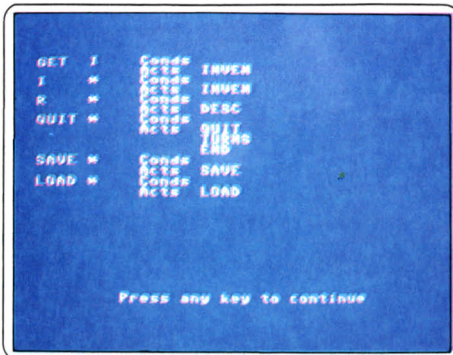 GET I Conds
Acts INVEN
I * Conds
Acts INVEN
R * Conds
Acts DESC
QUIT * Conds
Acts QUIT
TURNS
END
SAVE * Conds
Acts SAVE
LOAD * Conds
Acts LOAD
Press any key to continue